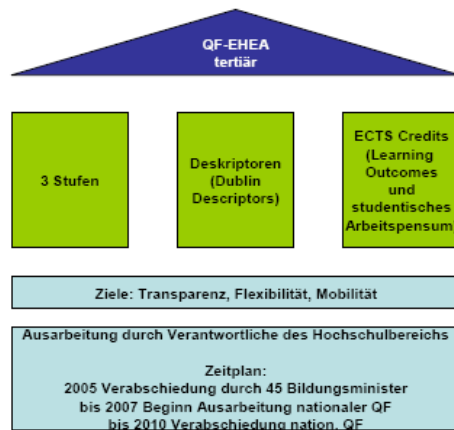 QF-EHEA
tertiär
3 Stufen
Deskriptoren
(Dublin
Descriptors)
ECTS Credits
(Learning
Outcomes
und
studentisches
Arbeitspensum
Ziele: Transparenz, Flexibilität, Mobilität
Ausarbeitung durch Verantwortliche des Hochschulbereichs
Zeitplan:
2005 Verabschiedung durch 45 Bildungsminister
bis 2007 Beginn Ausarbeitung nationaler QF
bis 2010 Verabschiedung nation. QF